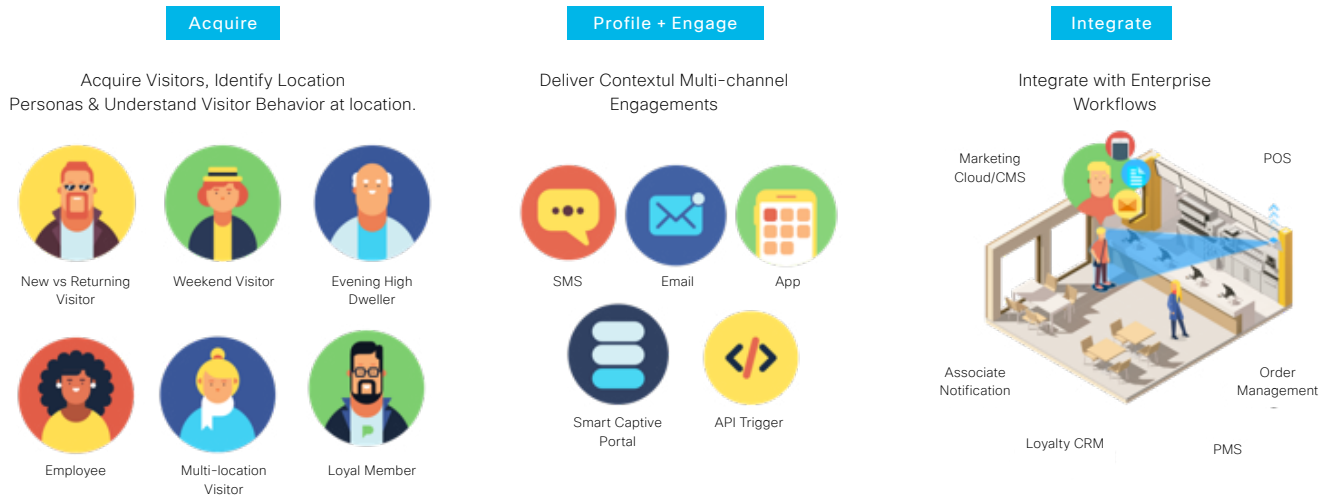 Acquire
Acquire Visitors, Identify Location
Personas & Understand Visitor Behavior at location.
New vs Returning
Visitor
Weekend Visitor
Evening High
Dweller
Employee
Multi-location
Visitor
Loyal Member
Profile + Engage
Deliver Contextul Multi-channel
Engagements
SMS
Email
App
Smart Captive
Portal
API Trigger
Integrate
Integrate with Enterprise
Workflows
Marketing
Cloud/CMS
POS
Associate
Notification
Order
Management
Loyalty CRM
PMS